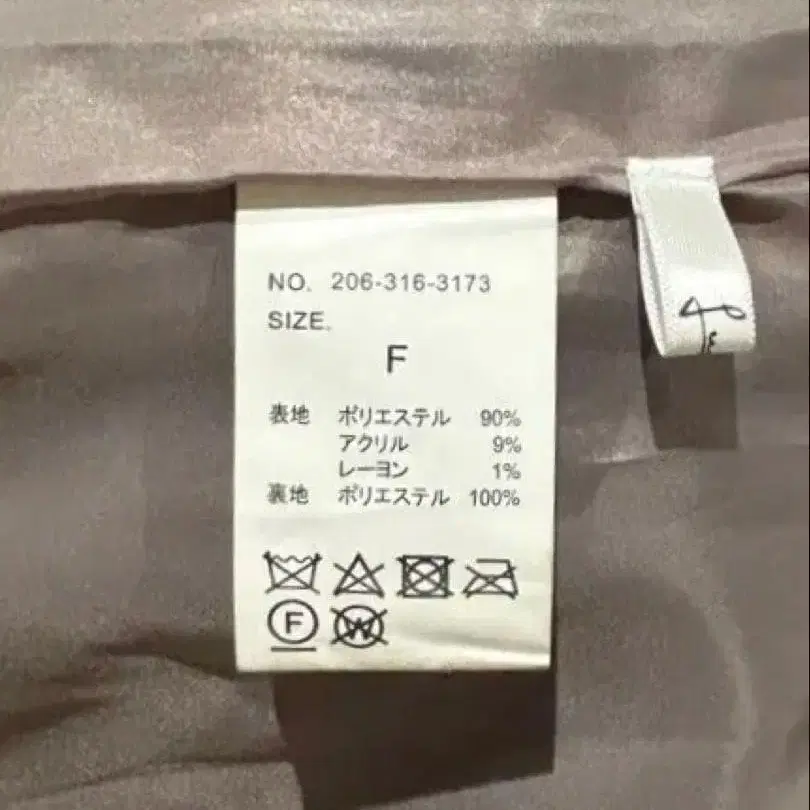 NO. 206-316-3173
SIZE.
F
表地 ポリエステル 90%
アクリル 9%
レーヨン 1%
裏地 ポリエステル 100%
F W